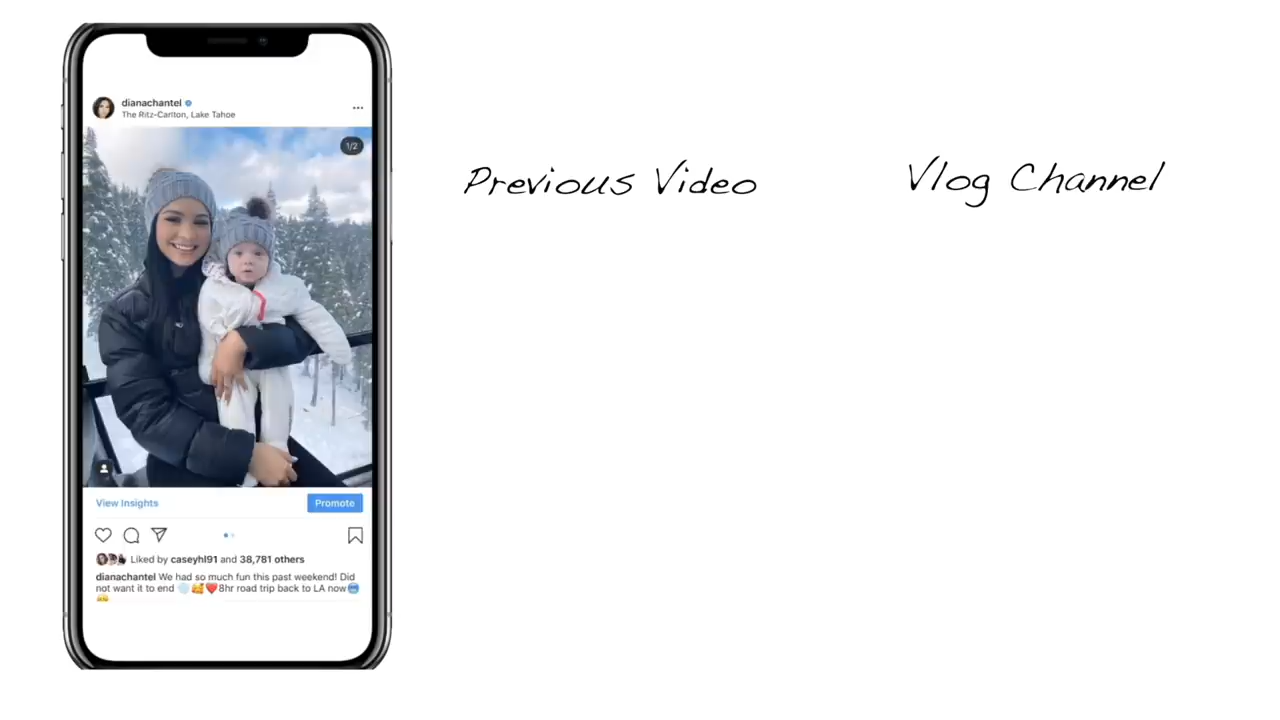 dianachantel
The Ritz-Carlton, Lake Tahoe
1/2
View Insights
Promote
Liked by caseyhl91 and 38,781 others
dianachantel We had so much fun this past weekend! Did
not want it to end 🤍🥰❤️8hr road trip back to LA now🥶
Previous Video
Vlog Channel